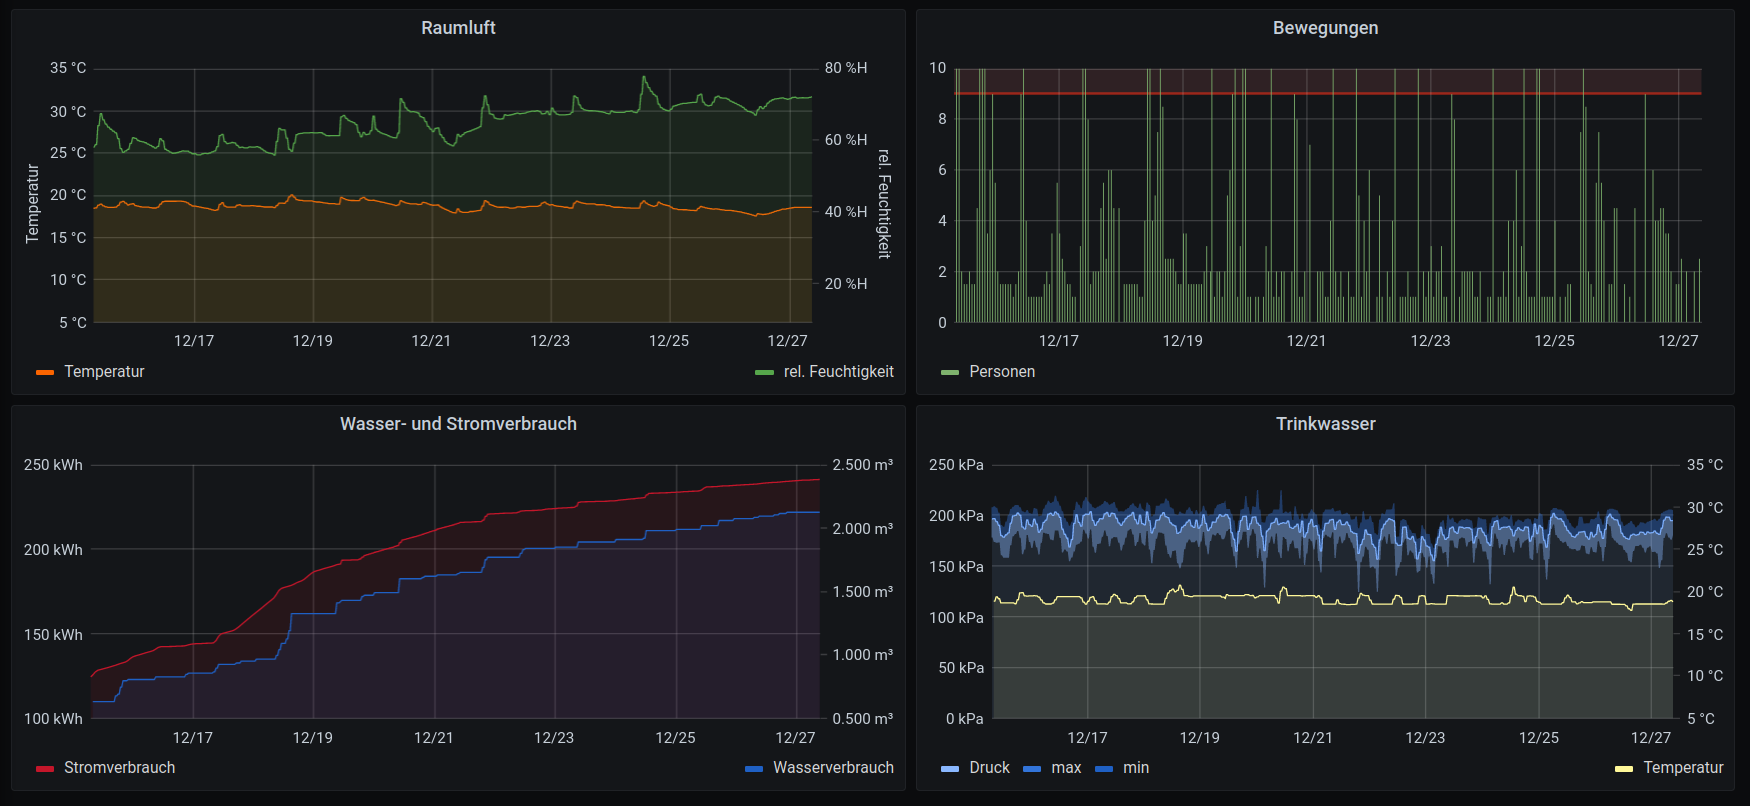 Raumluft
35 °C
30 °C
25 °C
20 °C
15 °C
10 °C
5 °C
Temperatur
80 %H
60 %H
40 %H
20 %H
rel. Feuchtigkeit
12/17 12/19 12/21 12/23 12/25 12/27
Temperatur rel. Feuchtigkeit
Bewegungen
10
8
6
4
2
0
12/17 12/19 12/21 12/23 12/25 12/27
Personen
Wasser- und Stromverbrauch
250 kWh
200 kWh
150 kWh
100 kWh
2.500 m³
2.000 m³
1.500 m³
1.000 m³
0.500 m³
12/17 12/19 12/21 12/23 12/25 12/27
Stromverbrauch Wasserverbrauch
Trinkwasser
250 kPa
200 kPa
150 kPa
100 kPa
50 kPa
0 kPa
35 °C
30 °C
25 °C
20 °C
15 °C
10 °C
5 °C
12/17 12/19 12/21 12/23 12/25 12/27
Druck max min Temperatur